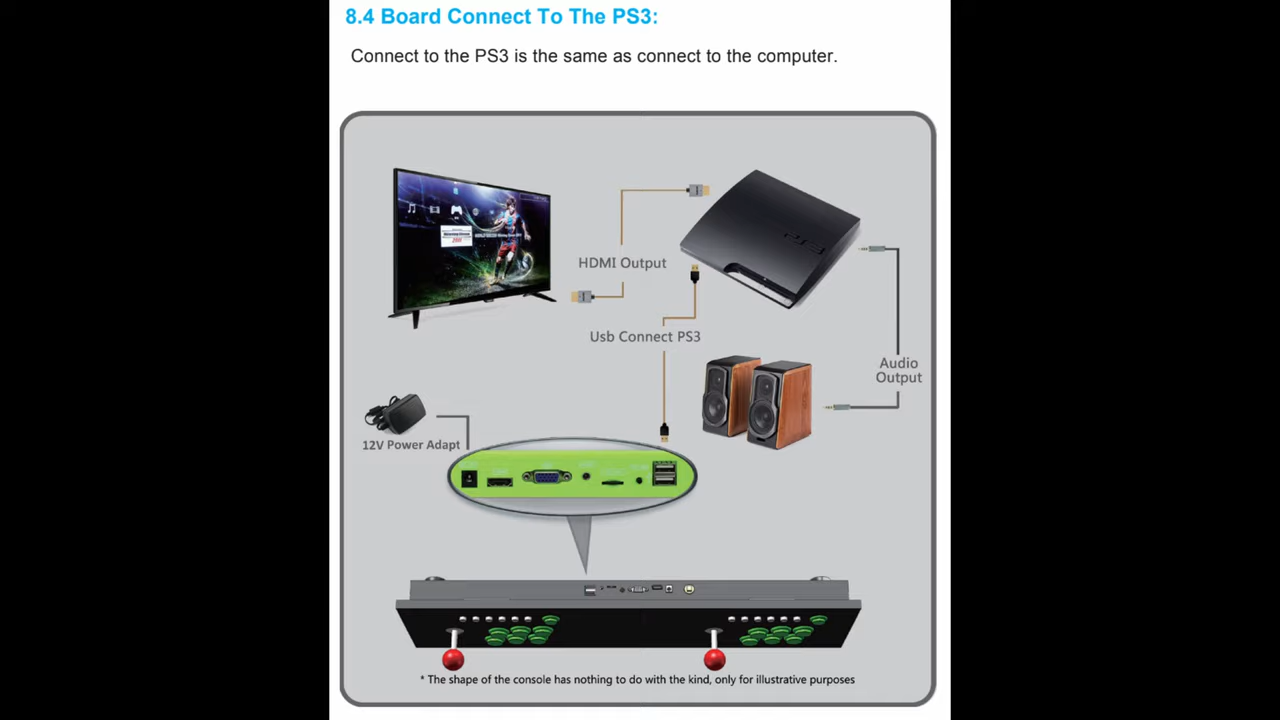 8.4 Board Connect To The PS3:
Connect to the PS3 is the same as connect to the computer.
PS3
HDMI Output
Usb Connect PS3
Audio
Output
12V Power Adapt
* The shape of the console has nothing to do with the kind, only for illustrative purposes